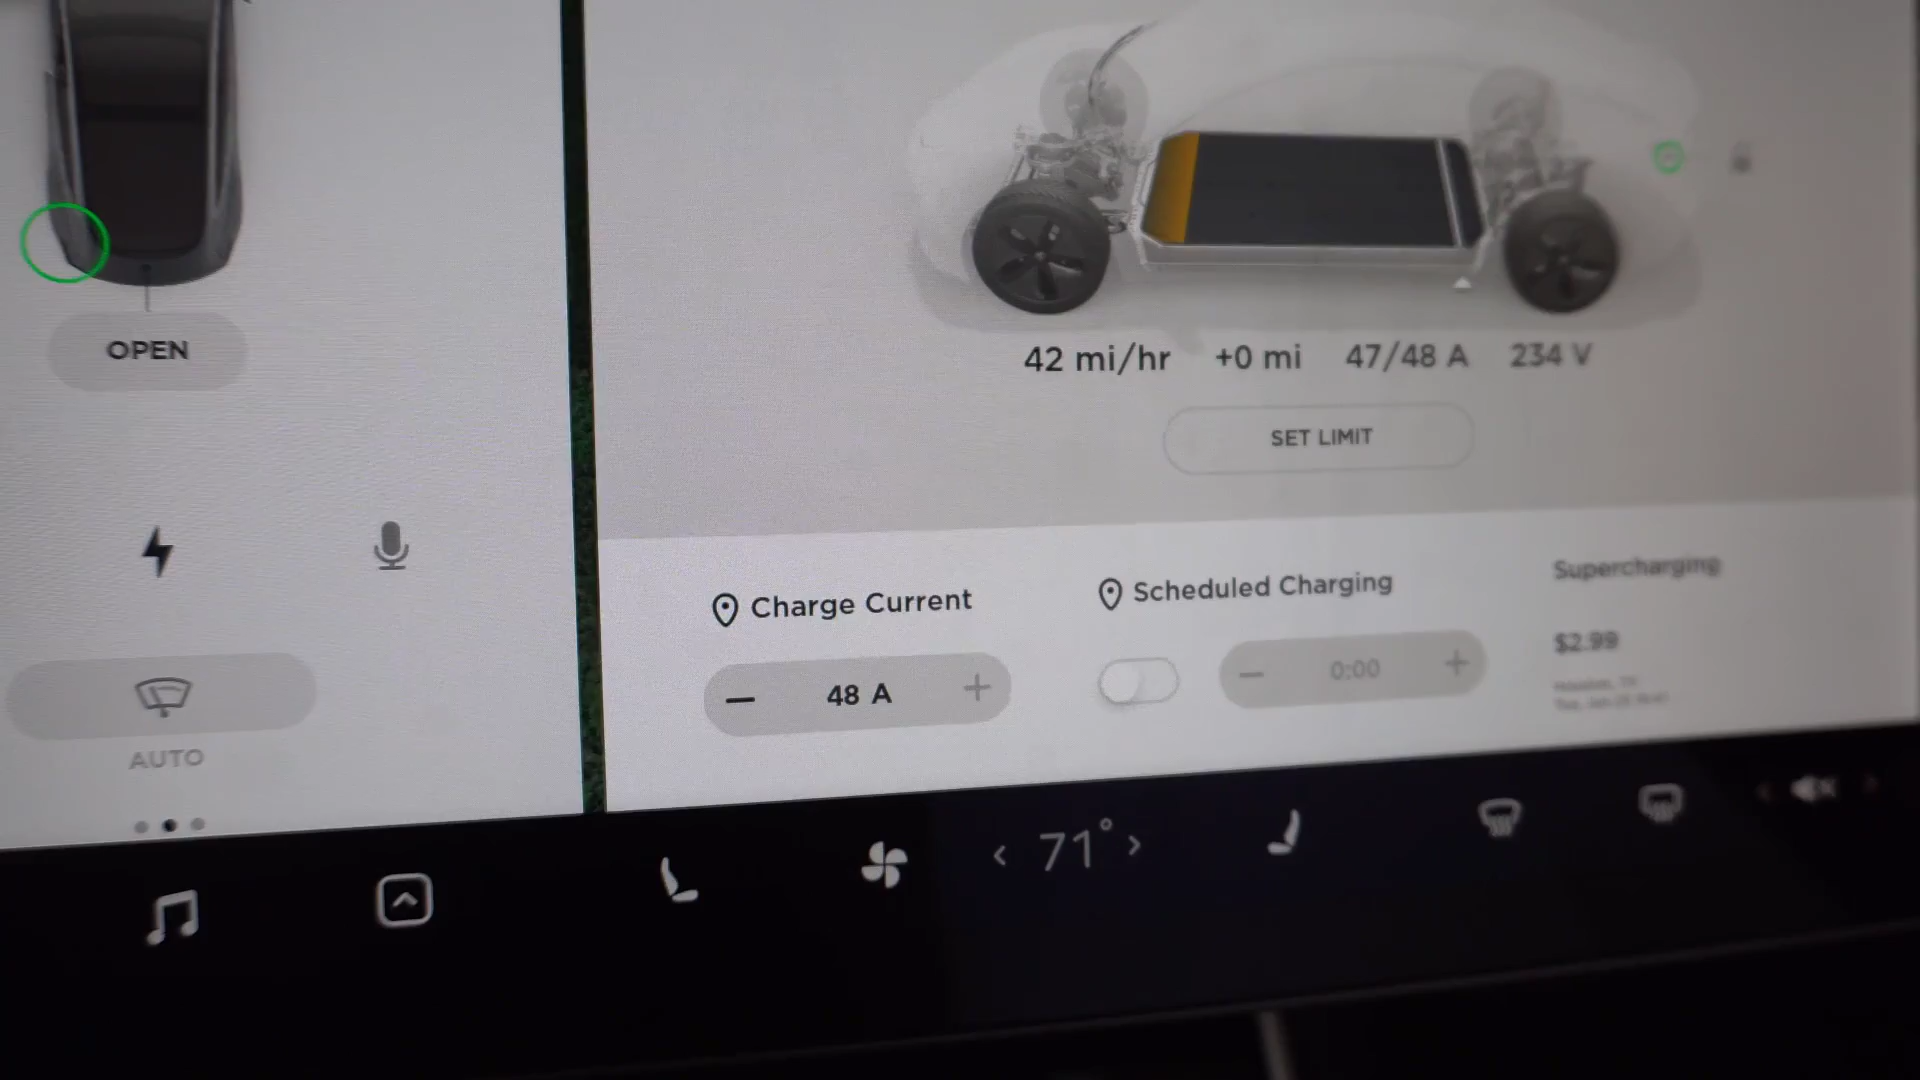 OPEN
AUTO
42 mi/hr +0 mi 47/48 A 234 V
SET LIMIT
Charge Current
48 A
Scheduled Charging
0:00
Supercharging
$2.99
71°